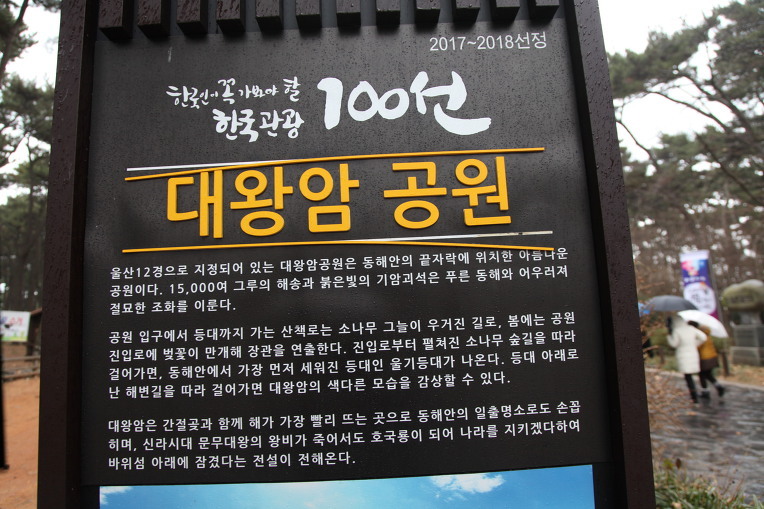 2017~2018선정
한국인이 꼭 가봐야 할
한국관광 100선
대왕암 공원
울산12경으로 지정되어 있는 대왕암공원은 동해안의 끝자락에 위치한 아름다운
공원이다. 15,000여 그루의 해송과 붉은빛의 기암괴석은 푸른 동해와 어우러져
절묘한 조화를 이룬다.
공원 입구에서 등대까지 가는 산책로는 소나무 그늘이 우거진 길로, 봄에는 공원
진입로에 벚꽃이 만개해 장관을 연출한다. 진입로부터 펼쳐진 소나무 숲길을 따라
걸어가면, 동해안에서 가장 먼저 세워진 등대인 울기등대가 나온다. 등대 아래로
난 해변길을 따라 걸어가면 대왕암의 색다른 모습을 감상할 수 있다.
대왕암은 간절곶과 함께 해가 가장 빨리 뜨는 곳으로 동해안의 일출명소로도 손꼽
히며, 신라시대 문무대왕의 왕비가 죽어서도 호국룡이 되어 나라를 지키겠다하여
바위섬 아래에 잠겼다는 전설이 전해온다.